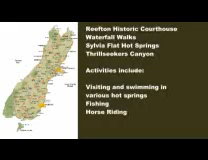 Reefton Historic Courthouse
Waterfall Walks
Sylvia Flat Hot Springs
Thrillseekers Canyon
Activities include:
Visiting and swimming in
various hot springs
Fishing
Horse Riding